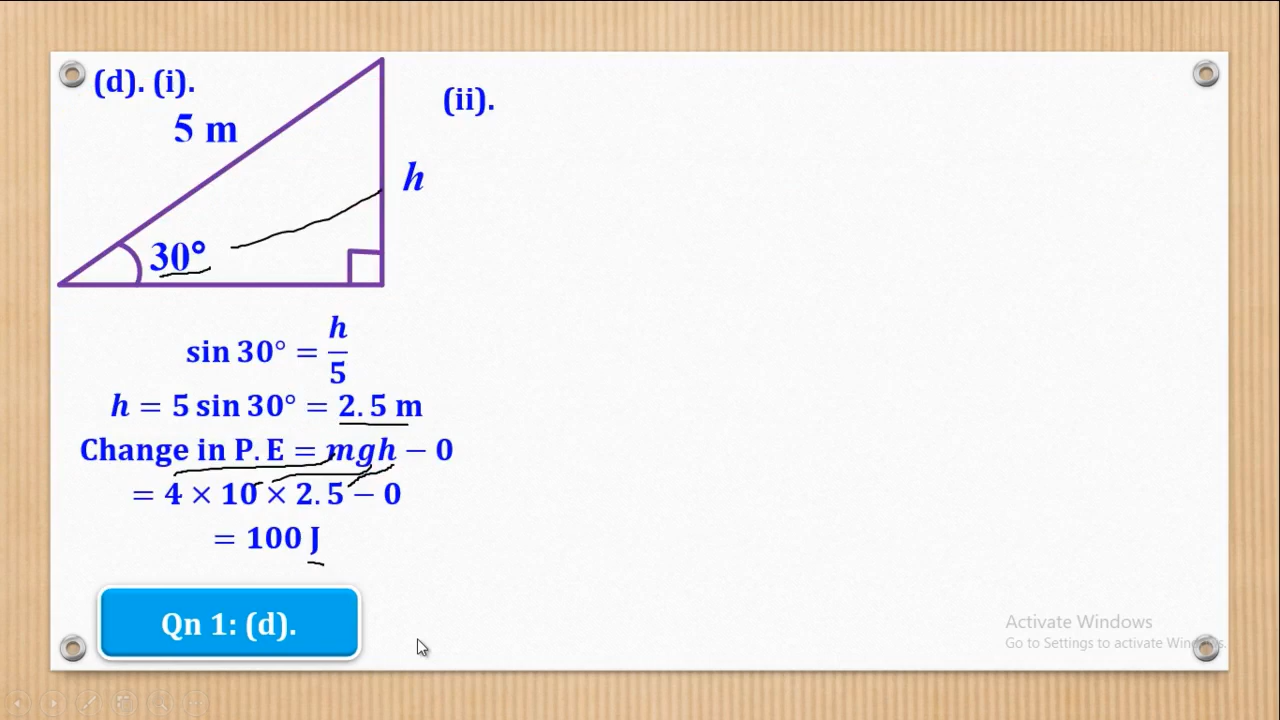 (d). (i).
5 m
h
30°
sin 30° = h/5
h = 5 sin 30° = 2.5 m
Change in P.E = mgh − 0
= 4 × 10 × 2.5 − 0
= 100 J
Qn 1: (d).
(ii).
Activate Windows
Go to Settings to activate Windows.